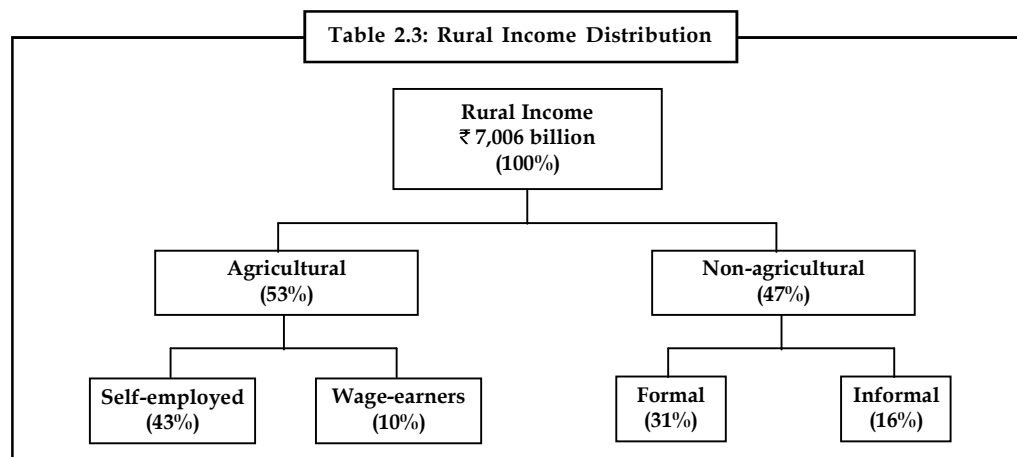 Table 2.3: Rural Income Distribution
Rural Income
₹ 7,006 billion
(100%)
Agricultural
(53%)
Non-agricultural
(47%)
Self-employed
(43%)
Wage-earners
(10%)
Formal
(31%)
Informal
(16%)